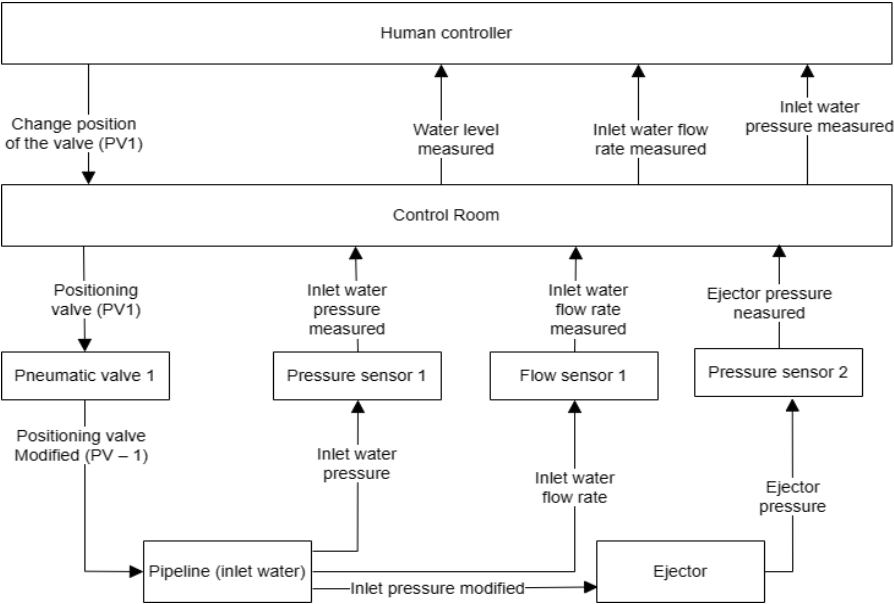 Human controller
Change position
of the valve (PV1)
Water level
measured
Inlet water flow
rate measured
Inlet water
pressure measured
Control Room
Positioning
valve (PV1)
Inlet water
pressure
measured
Inlet water
flow rate
measured
Ejector pressure
neasured
Pneumatic valve 1
Pressure sensor 1
Flow sensor 1
Pressure sensor 2
Positioning valve
Modified (PV – 1)
Inlet water
pressure
Inlet water
flow rate
Ejector
pressure
Pipeline (inlet water)
Inlet pressure modified
Ejector